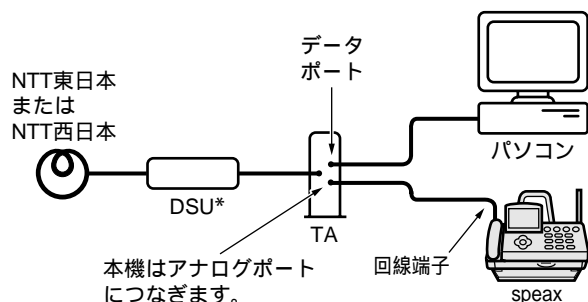 データ
ポート
NTT東日本
または
NTT西日本
パソコン
DSU*
TA
回線端子
本機はアナログポート
につなぎます。
speax